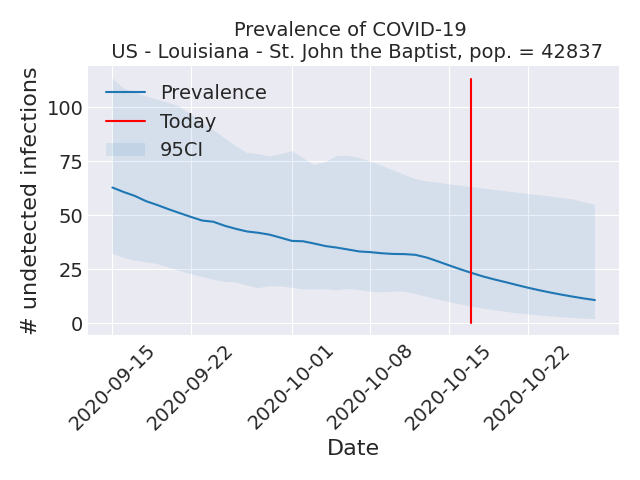 Prevalence of COVID-19
US - Louisiana - St. John the Baptist, pop. = 42837
# undetected infections
100
75
50
25
0
Prevalence
Today
95CI
2020-09-15
2020-09-22
2020-10-01
2020-10-08
2020-10-15
2020-10-22
Date